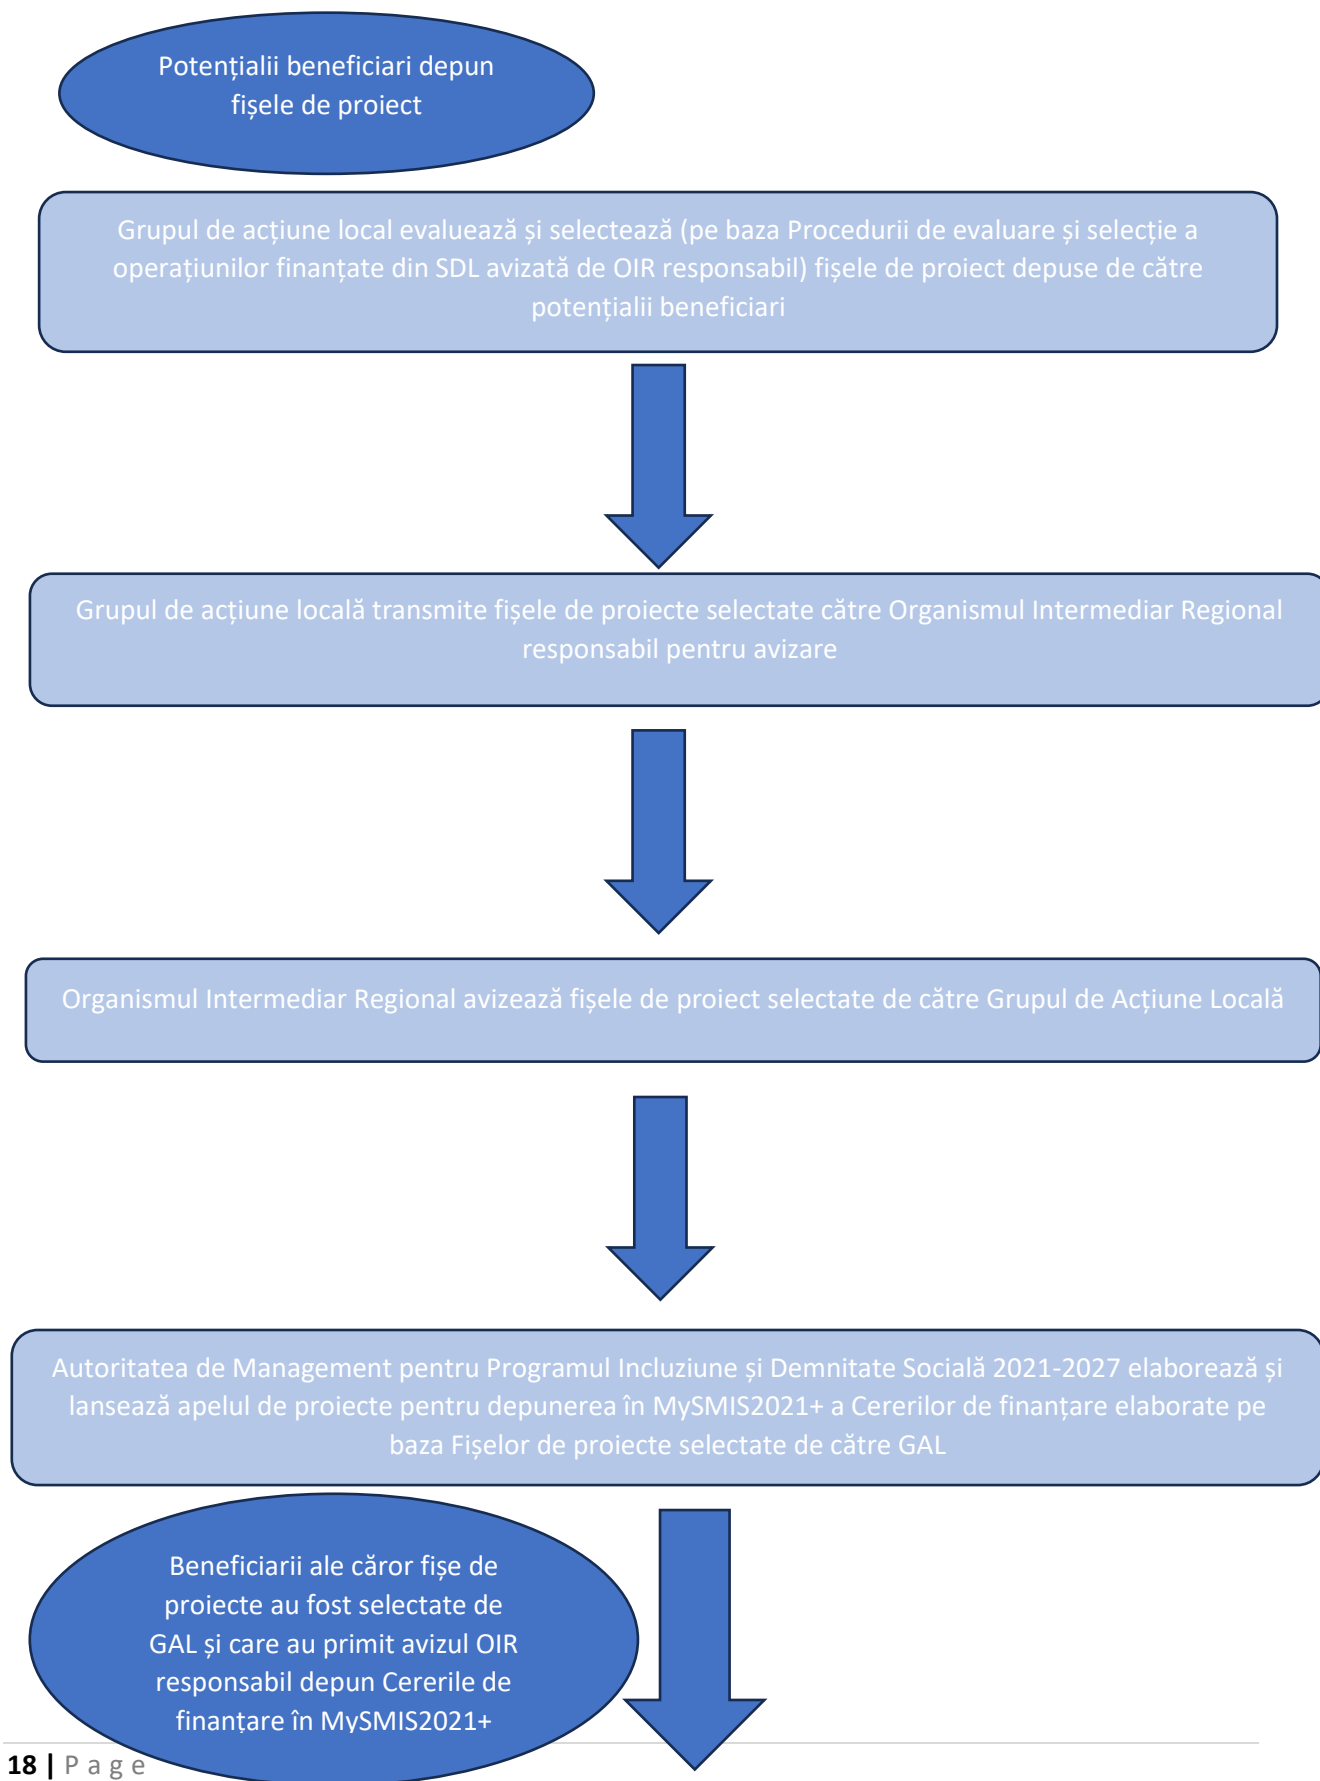 Potențialii beneficiari depun
fișele de proiect
Grupul de acțiune local evaluează și selectează (pe baza Procedurii de evaluare și selecție a
operațiunilor finanțate din SDL avizată de OIR responsabil) fișele de proiect depuse de către
potențialii beneficiari
Grupul de acțiune locală transmite fișele de proiecte selectate către Organismul Intermediar Regional
responsabil pentru avizare
Organismul Intermediar Regional avizează fișele de proiect selectate de către Grupul de Acțiune Locală
Autoritatea de Management pentru Programul Incluziune și Demnitate Socială 2021-2027 elaborează și
lansează apelul de proiecte pentru depunerea în MySMIS2021+ a Cererilor de finanțare elaborate pe
baza Fișelor de proiecte selectate de către GAL
Beneficiarii ale căror fișe de
proiecte au fost selectate de
GAL și care au primit avizul OIR
responsabil depun Cererile de
finanțare în MySMIS2021+
18 | Page